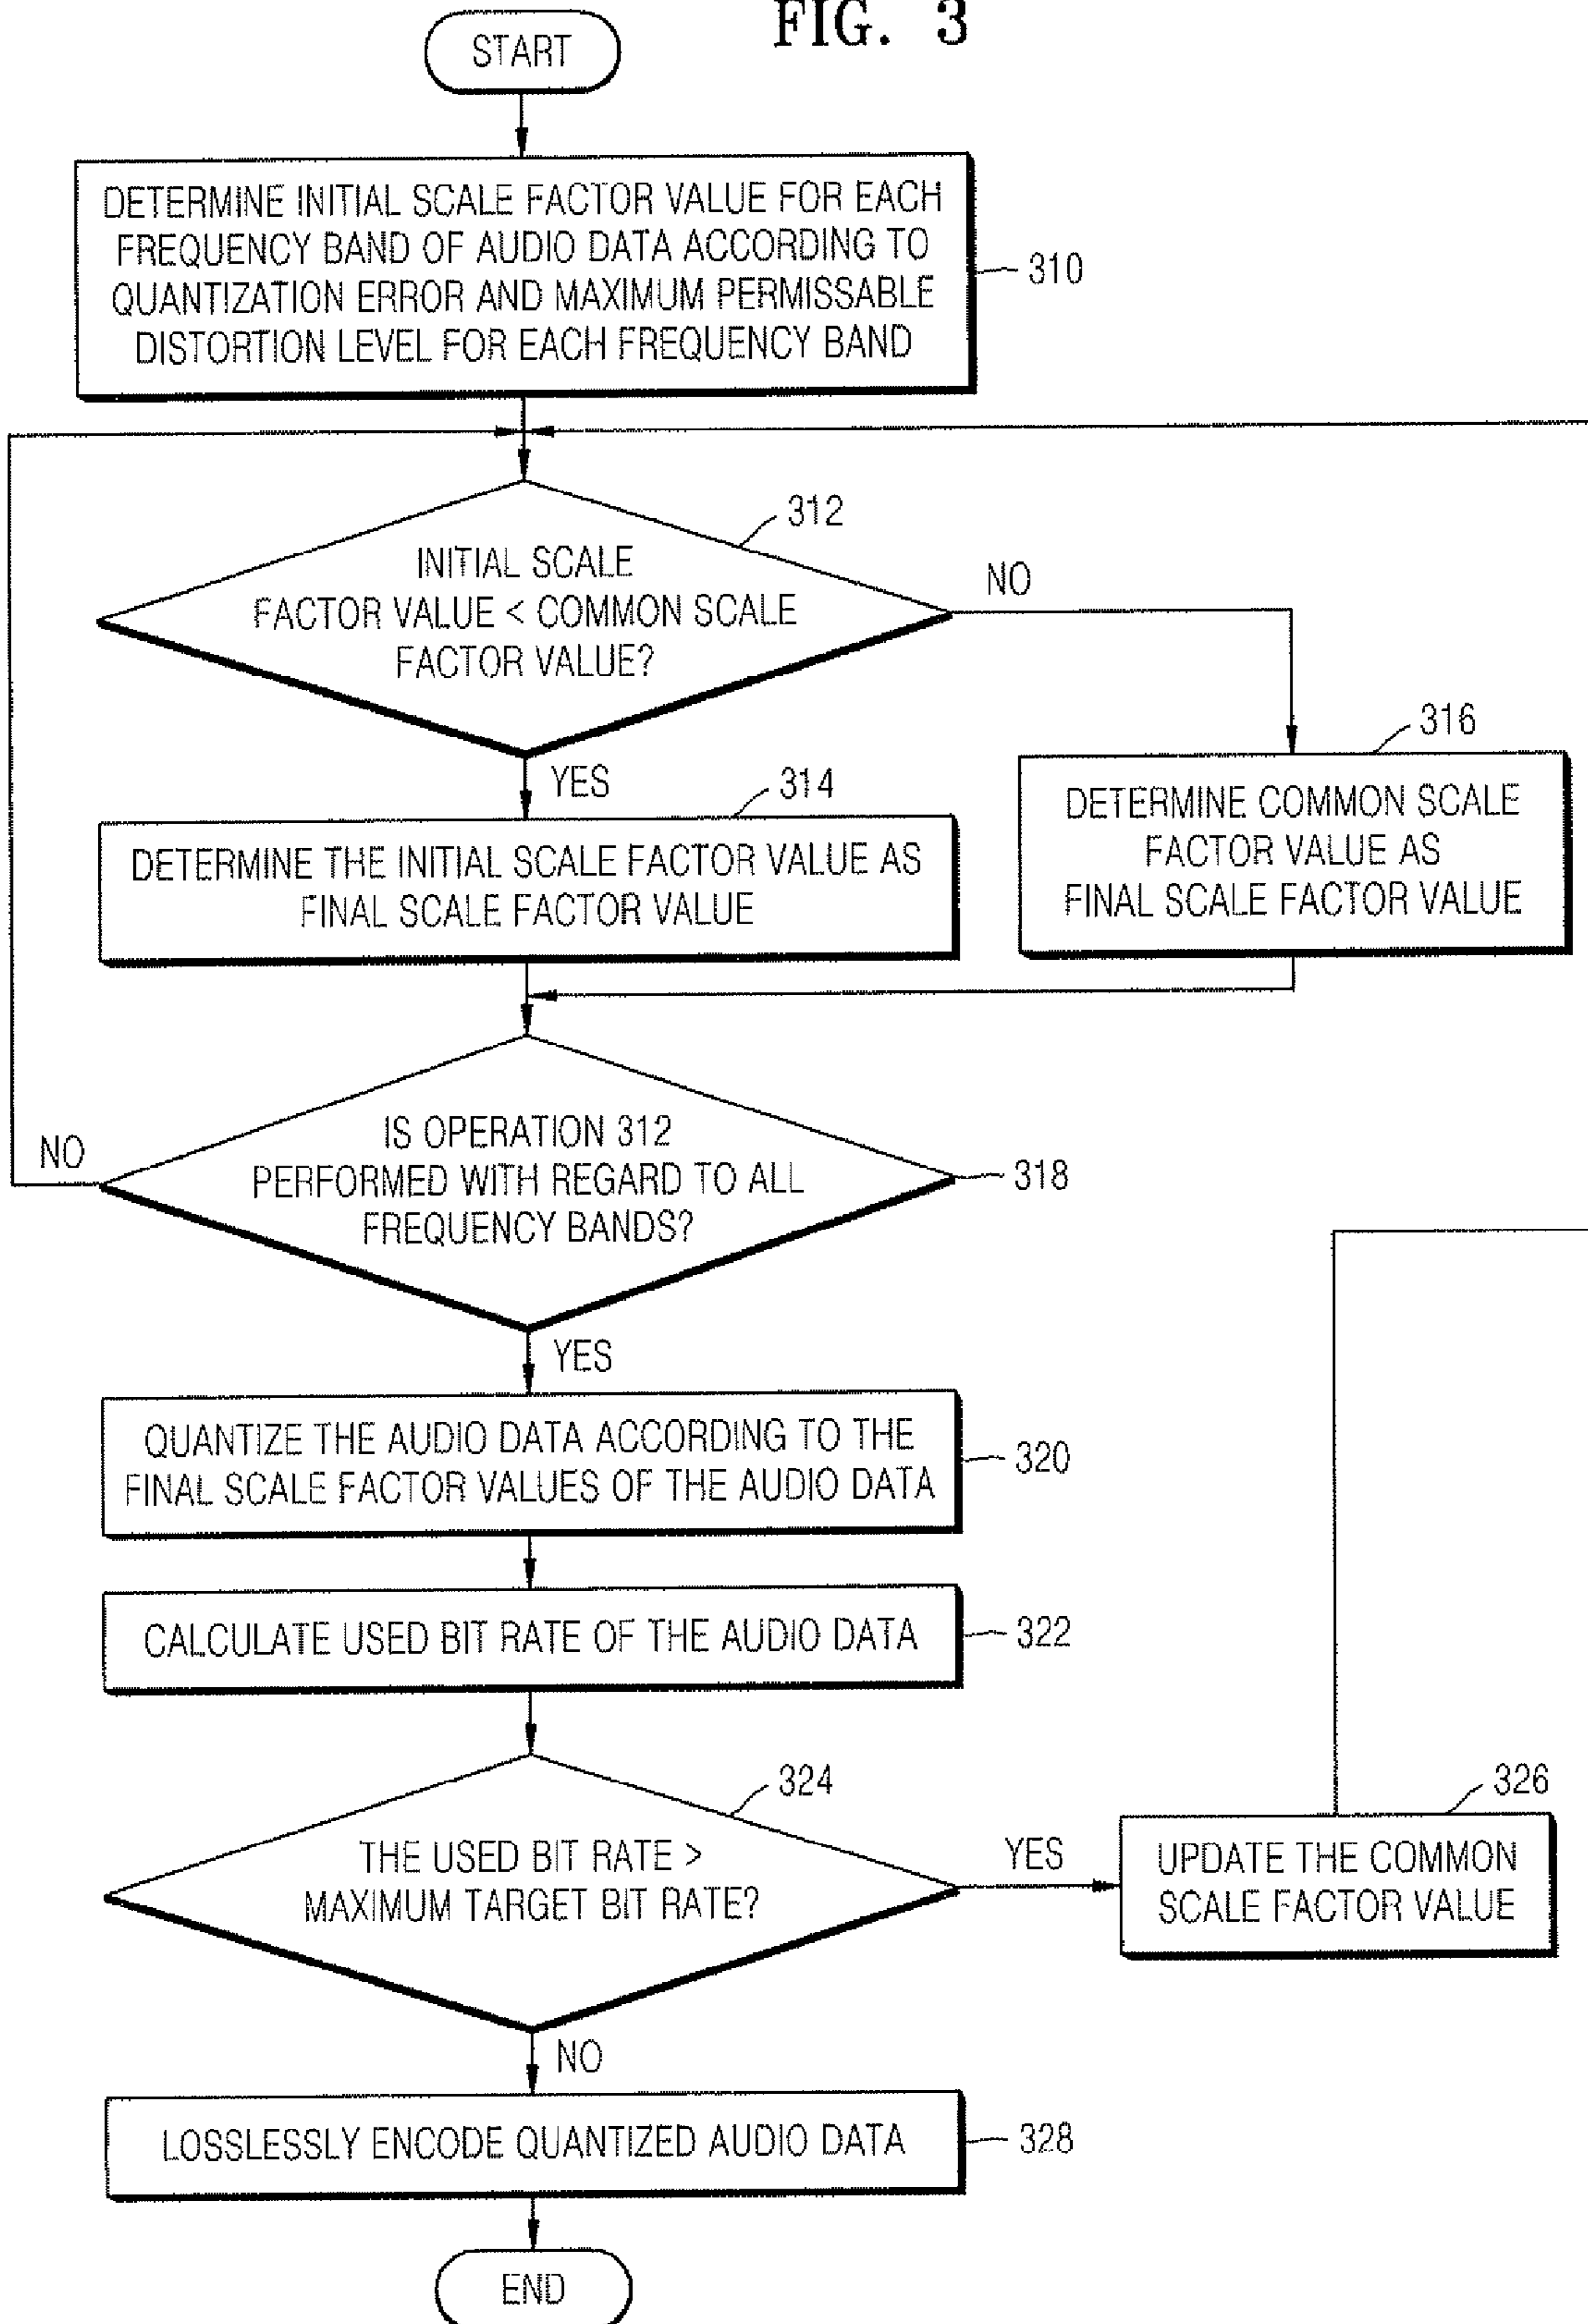 FIG. 3
START
DETERMINE INITIAL SCALE FACTOR VALUE FOR EACH
FREQUENCY BAND OF AUDIO DATA ACCORDING TO
QUANTIZATION ERROR AND MAXIMUM PERMISSABLE
DISTORTION LEVEL FOR EACH FREQUENCY BAND
310
312
INITIAL SCALE
FACTOR VALUE < COMMON SCALE
FACTOR VALUE?
NO
YES
314
DETERMINE THE INITIAL SCALE FACTOR VALUE AS
FINAL SCALE FACTOR VALUE
316
DETERMINE COMMON SCALE
FACTOR VALUE AS
FINAL SCALE FACTOR VALUE
IS OPERATION 312
PERFORMED WITH REGARD TO ALL
FREQUENCY BANDS?
318
NO
YES
QUANTIZE THE AUDIO DATA ACCORDING TO THE
FINAL SCALE FACTOR VALUES OF THE AUDIO DATA
320
CALCULATE USED BIT RATE OF THE AUDIO DATA
322
324
THE USED BIT RATE >
MAXIMUM TARGET BIT RATE?
YES
326
UPDATE THE COMMON
SCALE FACTOR VALUE
NO
LOSSLESSLY ENCODE QUANTIZED AUDIO DATA
328
END